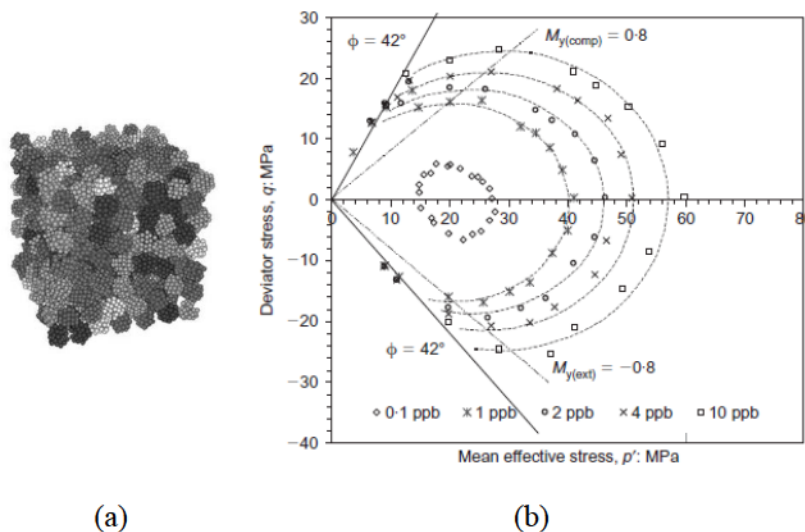 30
20
10
0
−10
−20
−30
−40
Deviator stress, q: MPa
ϕ = 42°
M y(comp) = 0·8
0 10 20 30 40 50 60 70 80
ϕ = 42°
M y(ext) = −0·8
0·1 ppb 1 ppb 2 ppb 4 ppb 10 ppb
Mean effective stress, p′: MPa
(a) (b)